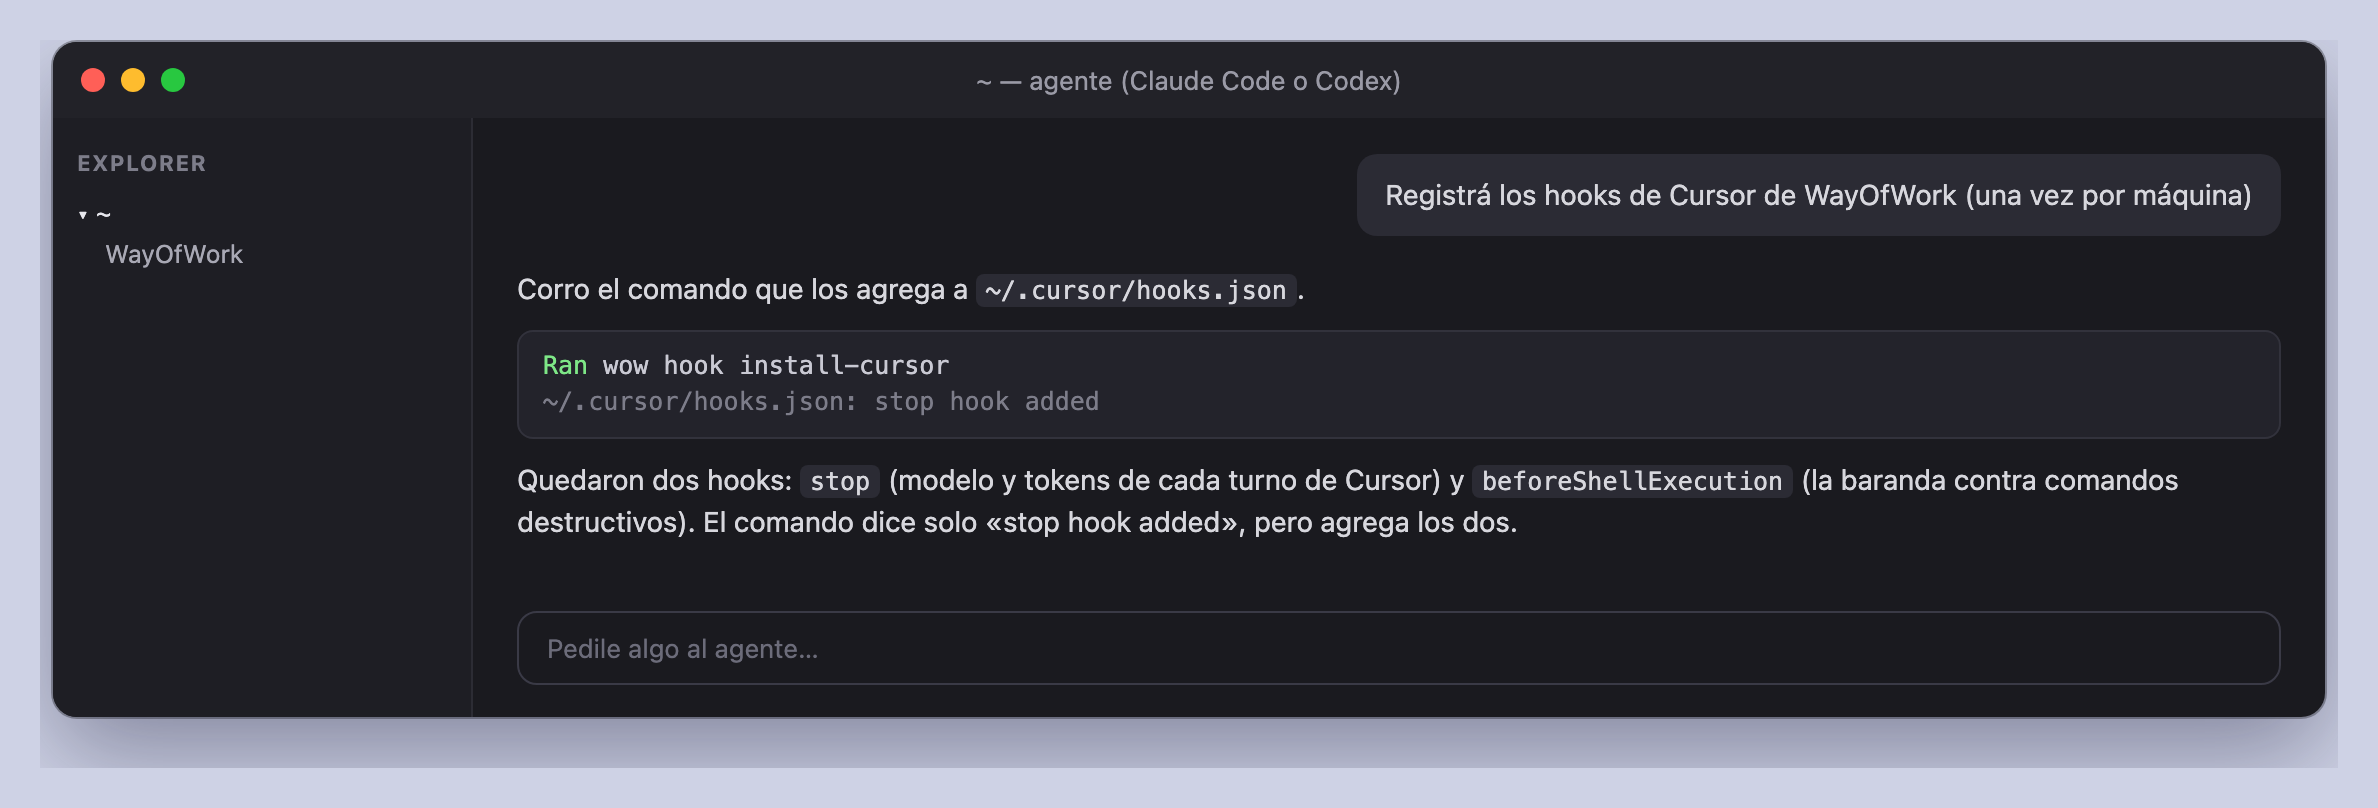 ~ — agente (Claude Code o Codex)
EXPLORER
▾ ~
WayOfWork
Registrá los hooks de Cursor de WayOfWork (una vez por máquina)
Corro el comando que los agrega a ~/.cursor/hooks.json.
Ran wow hook install-cursor
~/.cursor/hooks.json: stop hook added
Quedaron dos hooks: stop (modelo y tokens de cada turno de Cursor) y beforeShellExecution (la baranda contra comandos
destructivos). El comando dice solo «stop hook added», pero agrega los dos.
Pedile algo al agente...